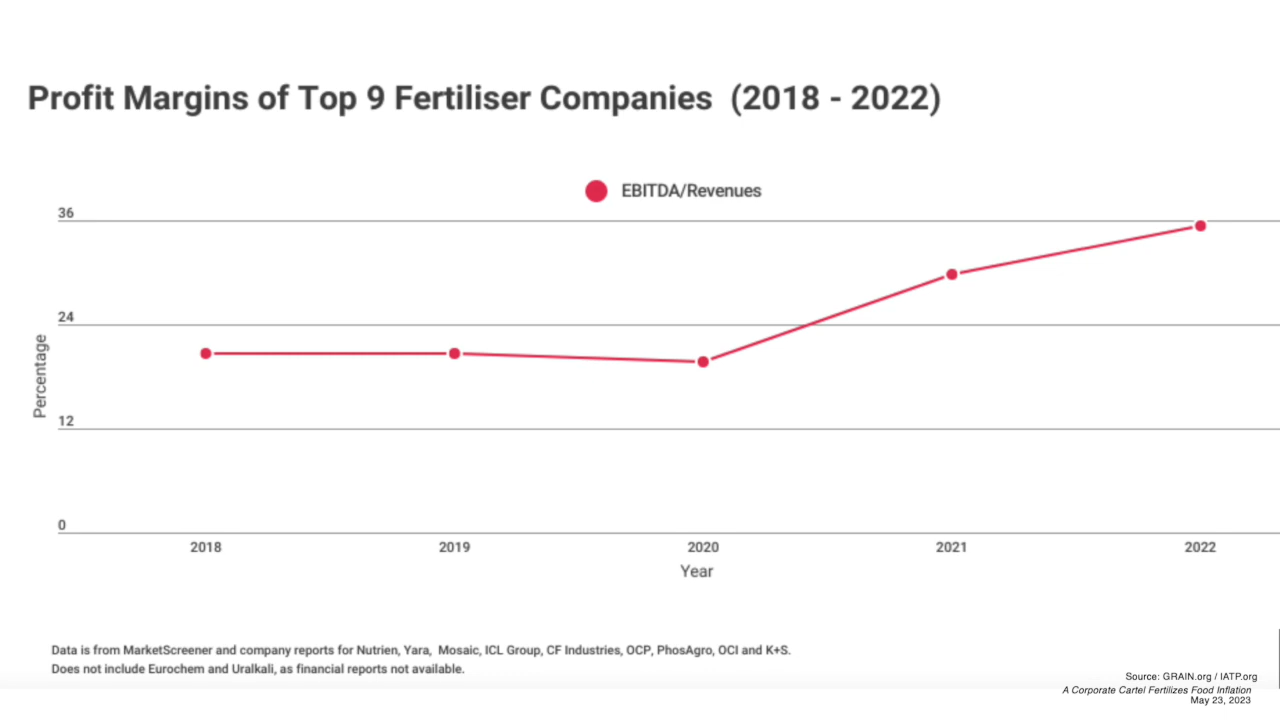 Profit Margins of Top 9 Fertiliser Companies (2018 - 2022)
EBITDA/Revenues
36
24
12
0
Percentage
2018 2019 2020 2021 2022
Year
Data is from MarketScreener and company reports for Nutrien, Yara, Mosaic, ICL Group, CF Industries, OCP, PhosAgro, OCI and K+S.
Does not include Eurochem and Uralkali, as financial reports not available.
Source: GRAIN.org / IATP.org
A Corporate Cartel Fertilizes Food Inflation
May 23, 2023